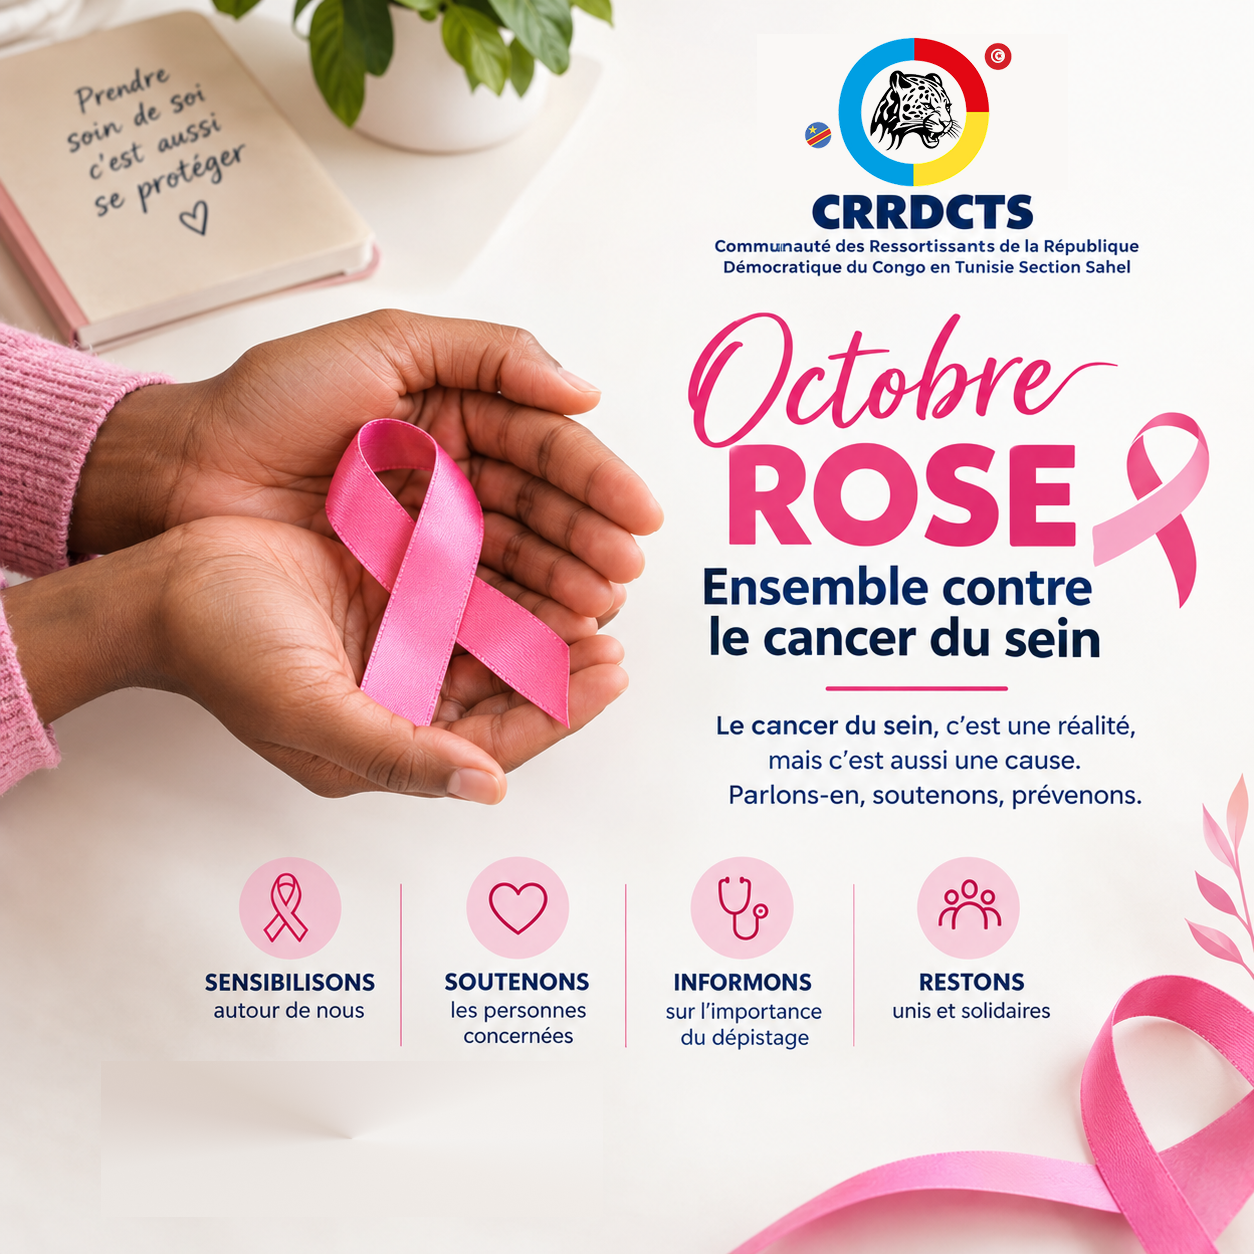 Prendre
soin de soi
c'est aussi
se protéger
CRRDCTS
Communauté des Ressortissants de la République
Démocratique du Congo en Tunisie Section Sahel
Octobre
ROSE
Ensemble contre
le cancer du sein
Le cancer du sein, c'est une réalité,
mais c'est aussi une cause.
Parlons-en, soutenons, prévenons.
SENSIBILISONS
autour de nous
SOUTENONS
les personnes
concernées
INFORMONS
sur l'importance
du dépistage
RESTONS
unis et solidaires